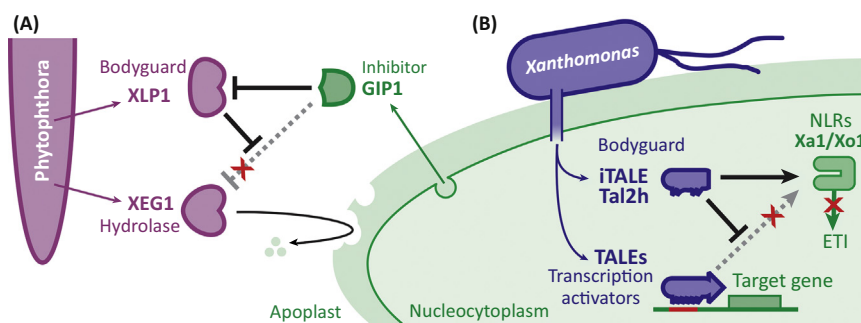 (A)
Phytophthora
Bodyguard
XLP1
Inhibitor
GIP1
XEG1
Hydrolase
Apoplast
Nucleocytoplasm
(B)
Xanthomonas
Bodyguard
iTALE
Tal2h
NLRs
Xa1/Xo1
ETI
TALEs
Transcription
activators
Target gene